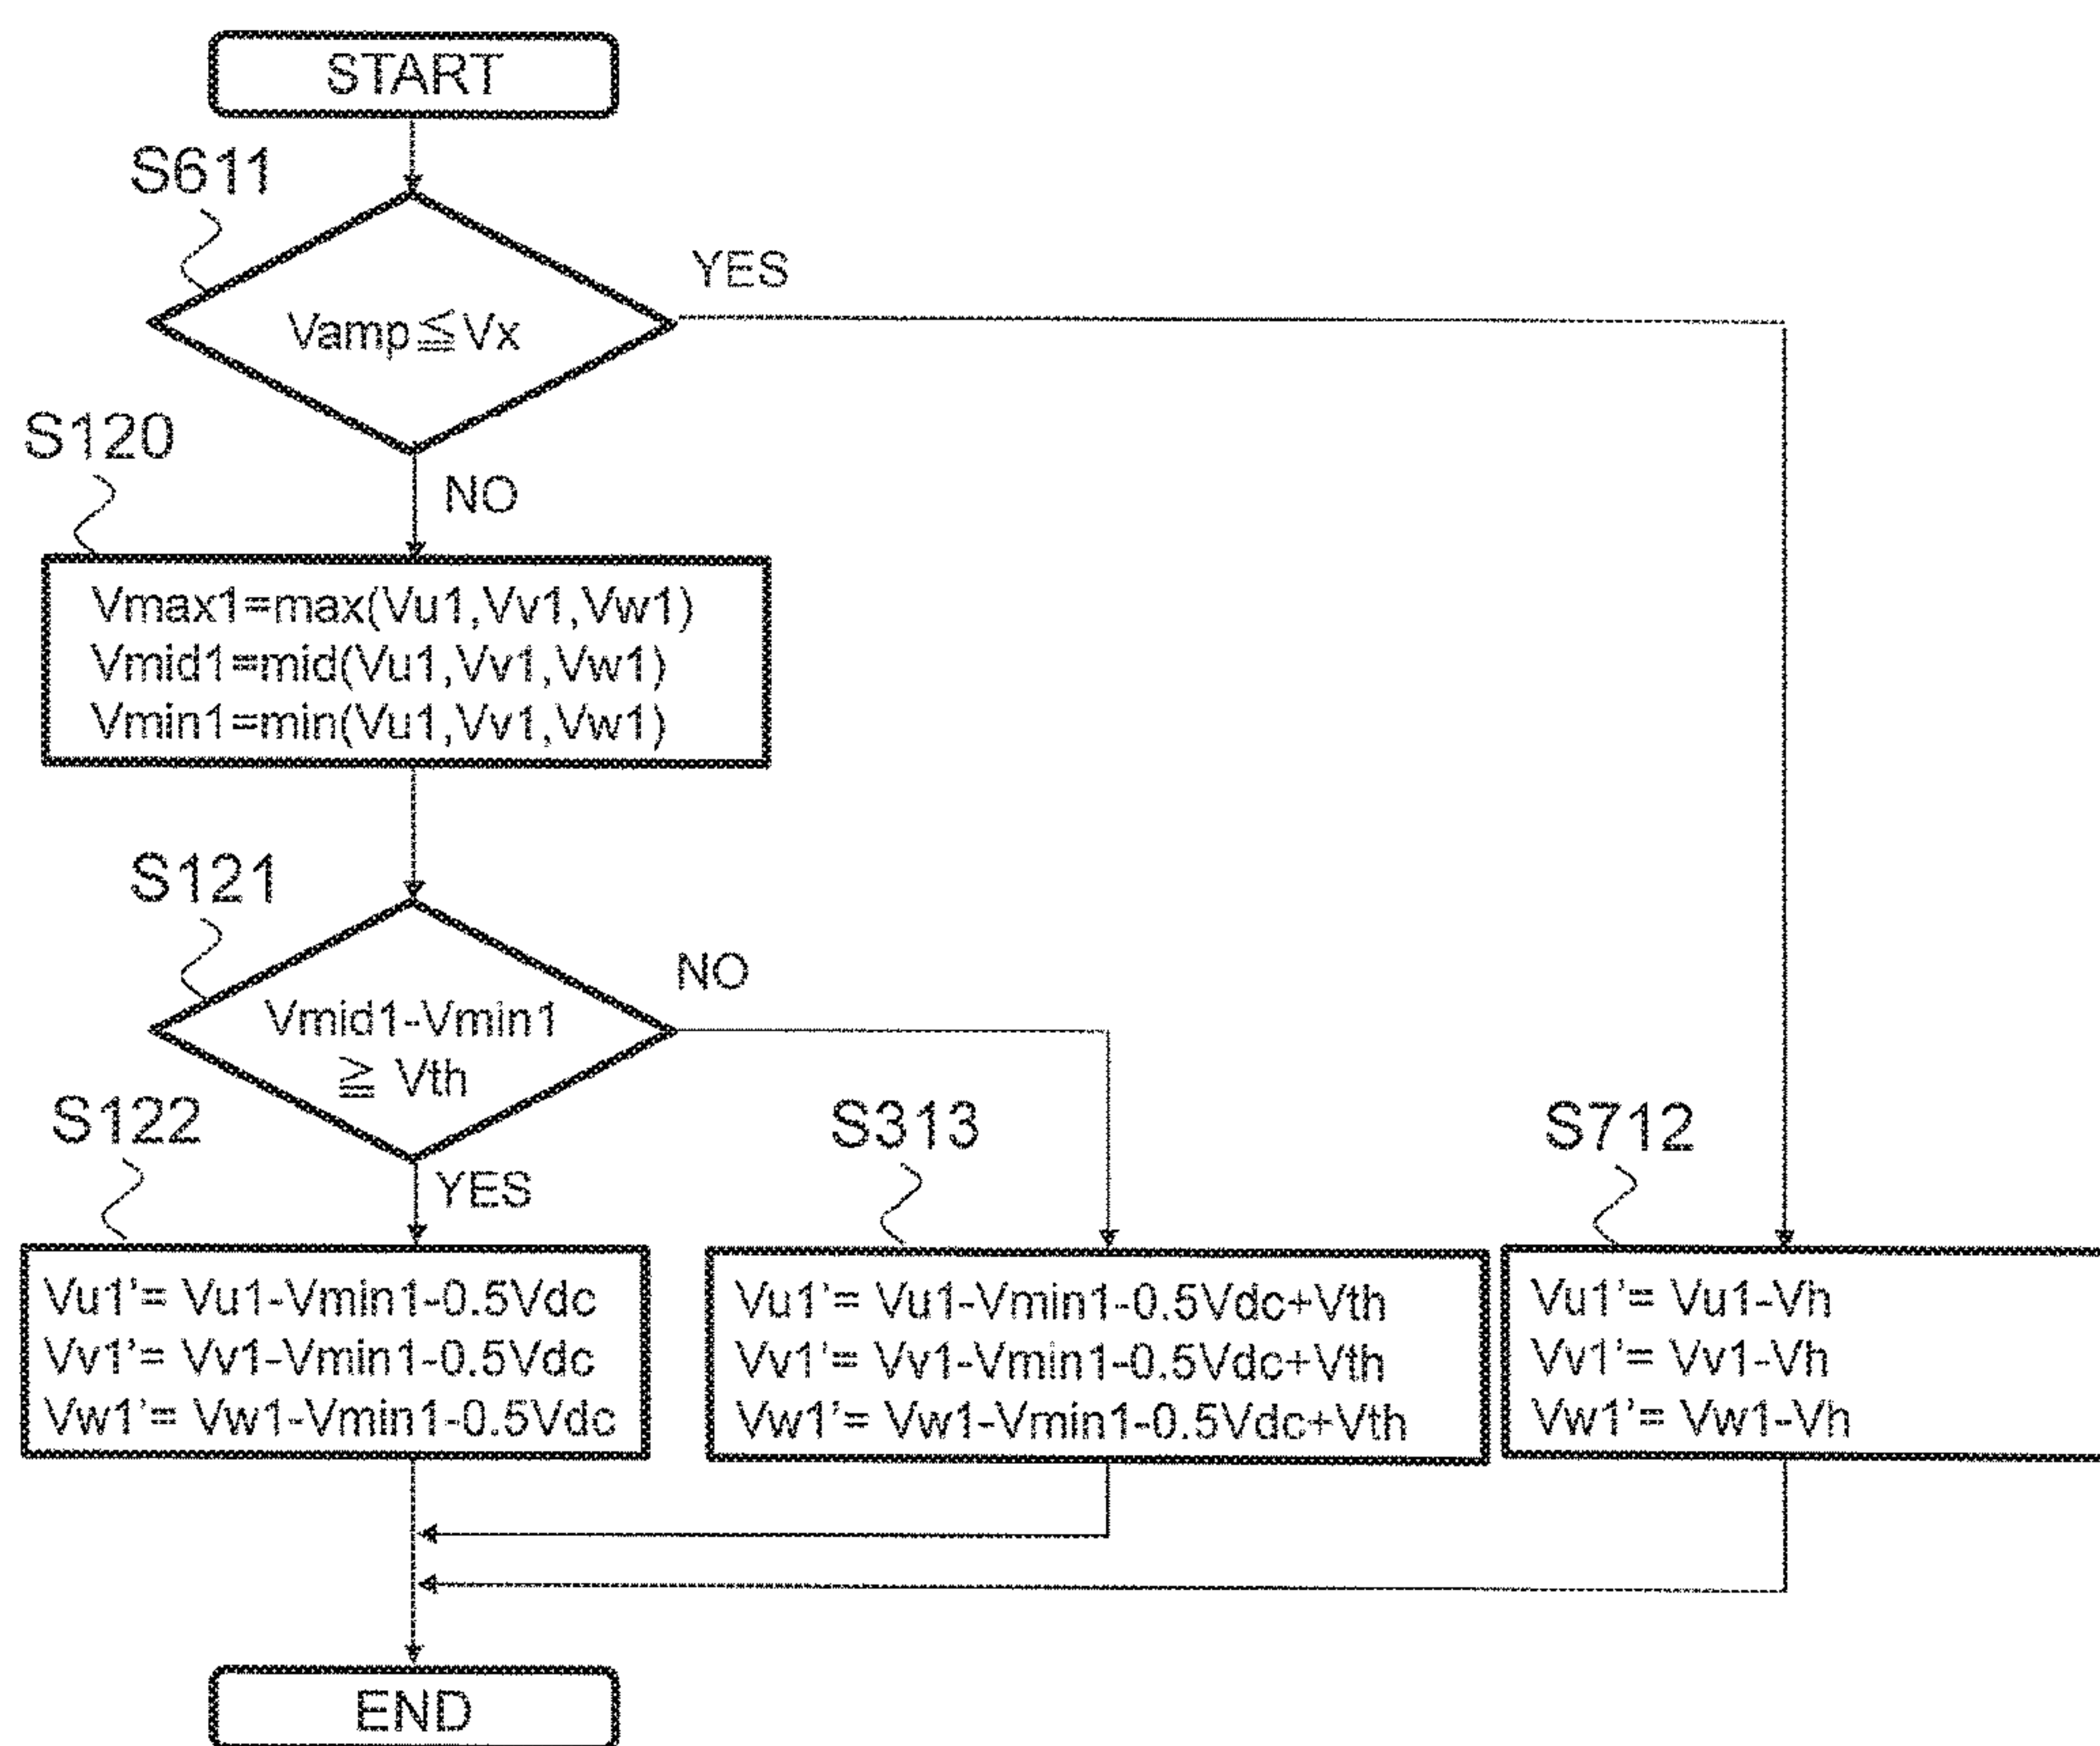 START
S611
Vamp≦Vx
YES
S120
NO
Vmax1=max(Vu1,Vv1,Vw1)
Vmid1=mid(Vu1,Vv1,Vw1)
Vmin1=min(Vu1,Vv1,Vw1)
S121
Vmid1-Vmin1
≧ Vth
NO
S122
YES
S313
S712
Vu1'= Vu1-Vmin1-0.5Vdc
Vv1'= Vv1-Vmin1-0.5Vdc
Vw1'= Vw1-Vmin1-0.5Vdc
Vu1'= Vu1-Vmin1-0.5Vdc+Vth
Vv1'= Vv1-Vmin1-0.5Vdc+Vth
Vw1'= Vw1-Vmin1-0.5Vdc+Vth
Vu1'= Vu1-Vh
Vv1'= Vv1-Vh
Vw1'= Vw1-Vh
END